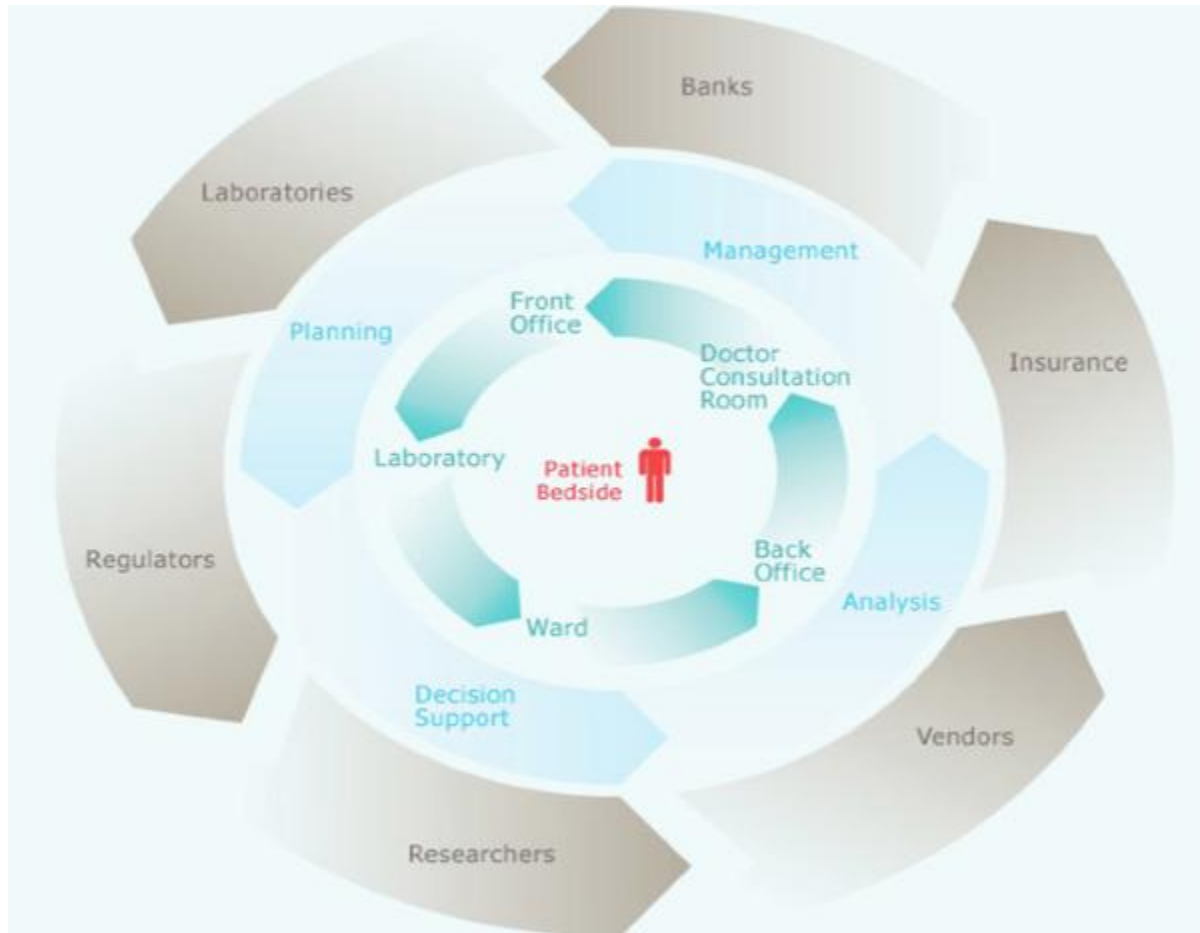 Banks
Laboratories
Management
Front
Office
Planning
Doctor
Consultation
Room
Insurance
Laboratory
Patient
Bedside
Regulators
Back
Office
Analysis
Ward
Decision
Support
Vendors
Researchers